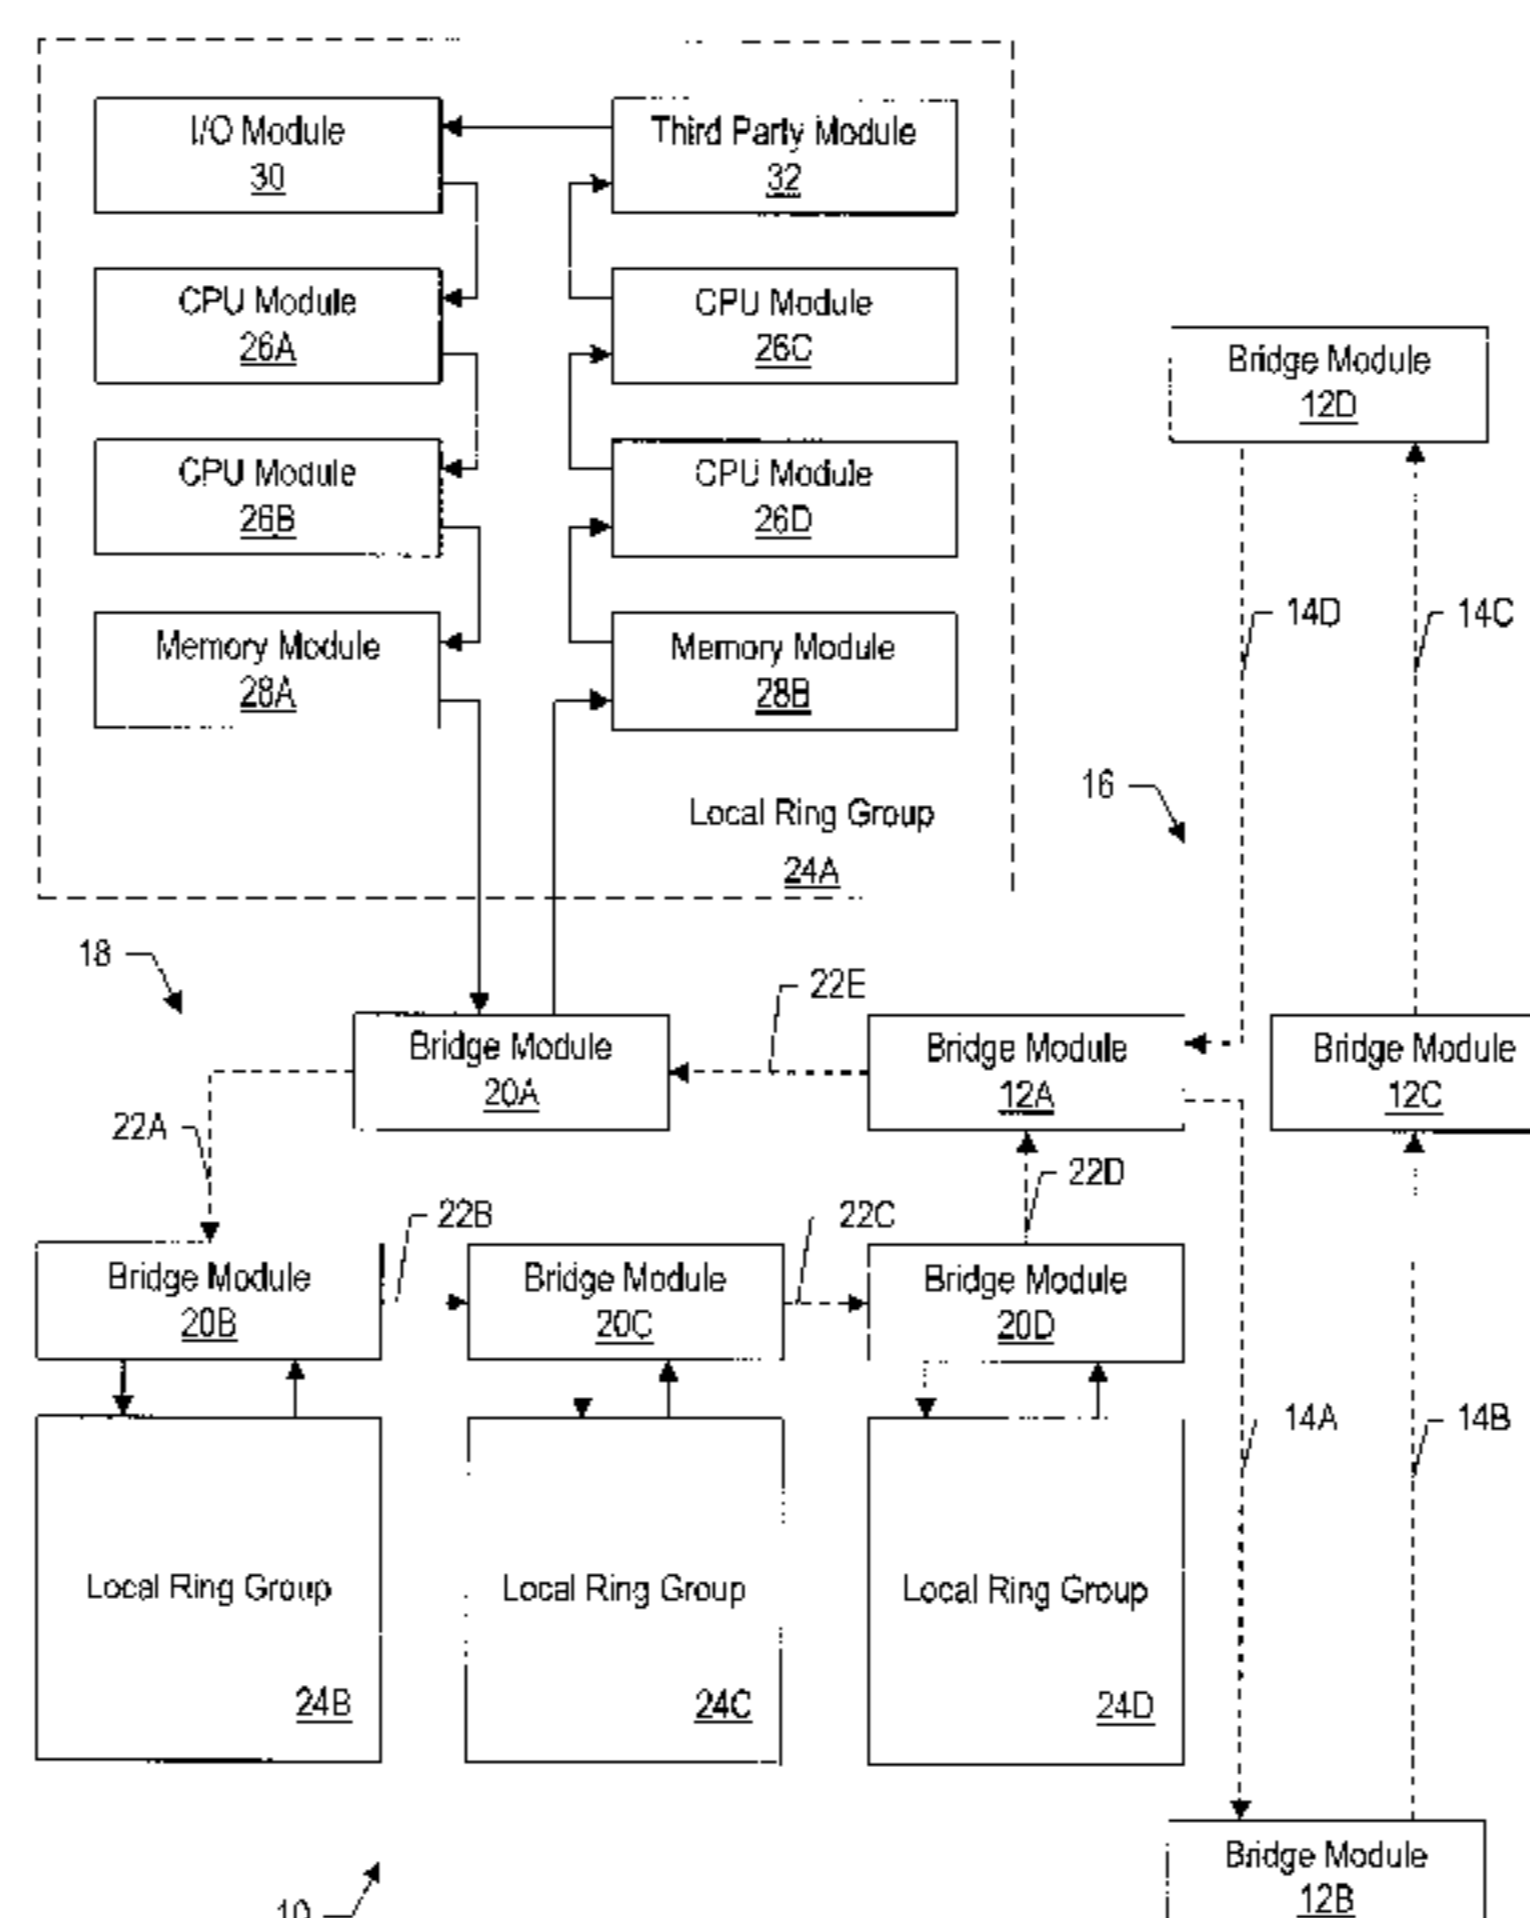 I/O Module
30
Third Party Module
32
CPU Module
26A
CPU Module
26C
Bridge Module
12D
CPU Module
26B
CPU Module
26D
14D
14C
Memory Module
28A
Memory Module
28B
16
Local Ring Group
24A
18
22E
Bridge Module
20A
Bridge Module
12A
Bridge Module
12C
22A
22D
22B
22C
Bridge Module
20B
Bridge Module
20C
Bridge Module
20D
14A
14B
Local Ring Group
24B
Local Ring Group
24C
Local Ring Group
24D
Bridge Module
12B
10